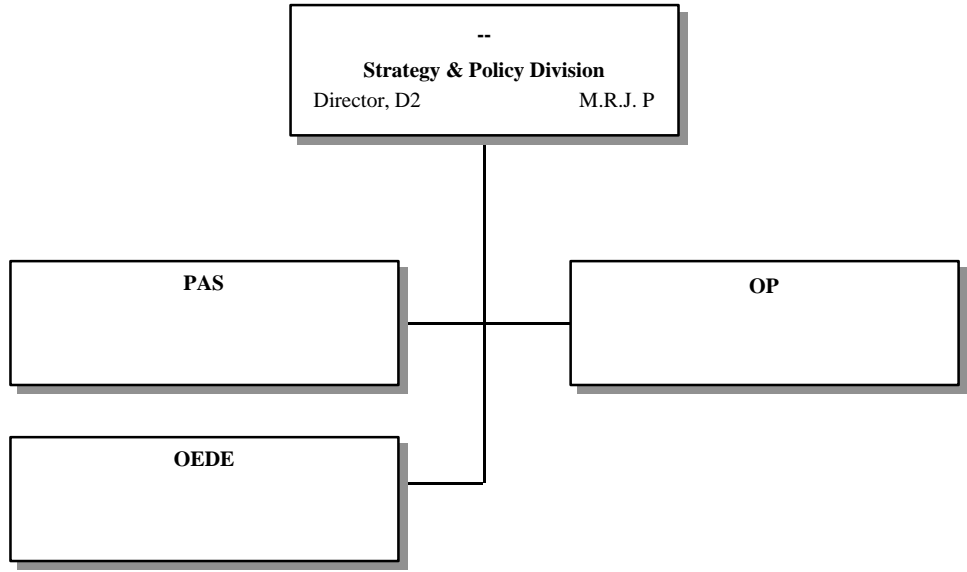 --
Strategy & Policy Division
Director, D2 M.R.J. P
PAS
OP
OEDE